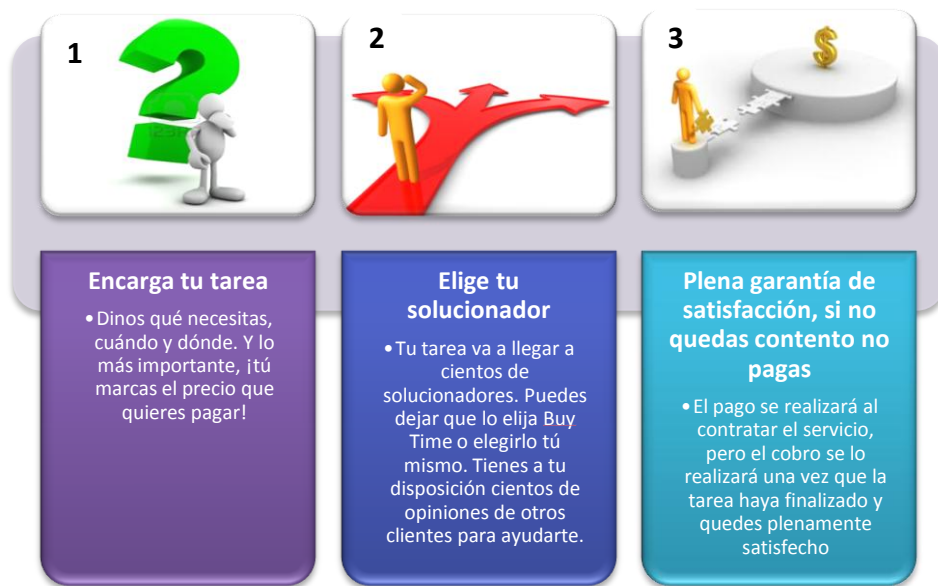 1
2
3
Encarga tu tarea
•Dinos qué necesitas,
cuándo y dónde. Y lo
más importante, ¡tú
marcas el precio que
quieres pagar!
Elige tu
solucionador
•Tu tarea va a llegar a
cientos de
solucionadores. Puedes
dejar que lo elija Buy
Time o elegirlo tú
mismo. Tienes a tu
disposición cientos de
opiniones de otros
clientes para ayudarte.
Plena garantía de
satisfacción, si no
quedas contento no
pagas
•El pago se realizará al
contratar el servicio,
pero el cobro se lo
realizará una vez que la
tarea haya finalizado y
quedes plenamente
satisfecho